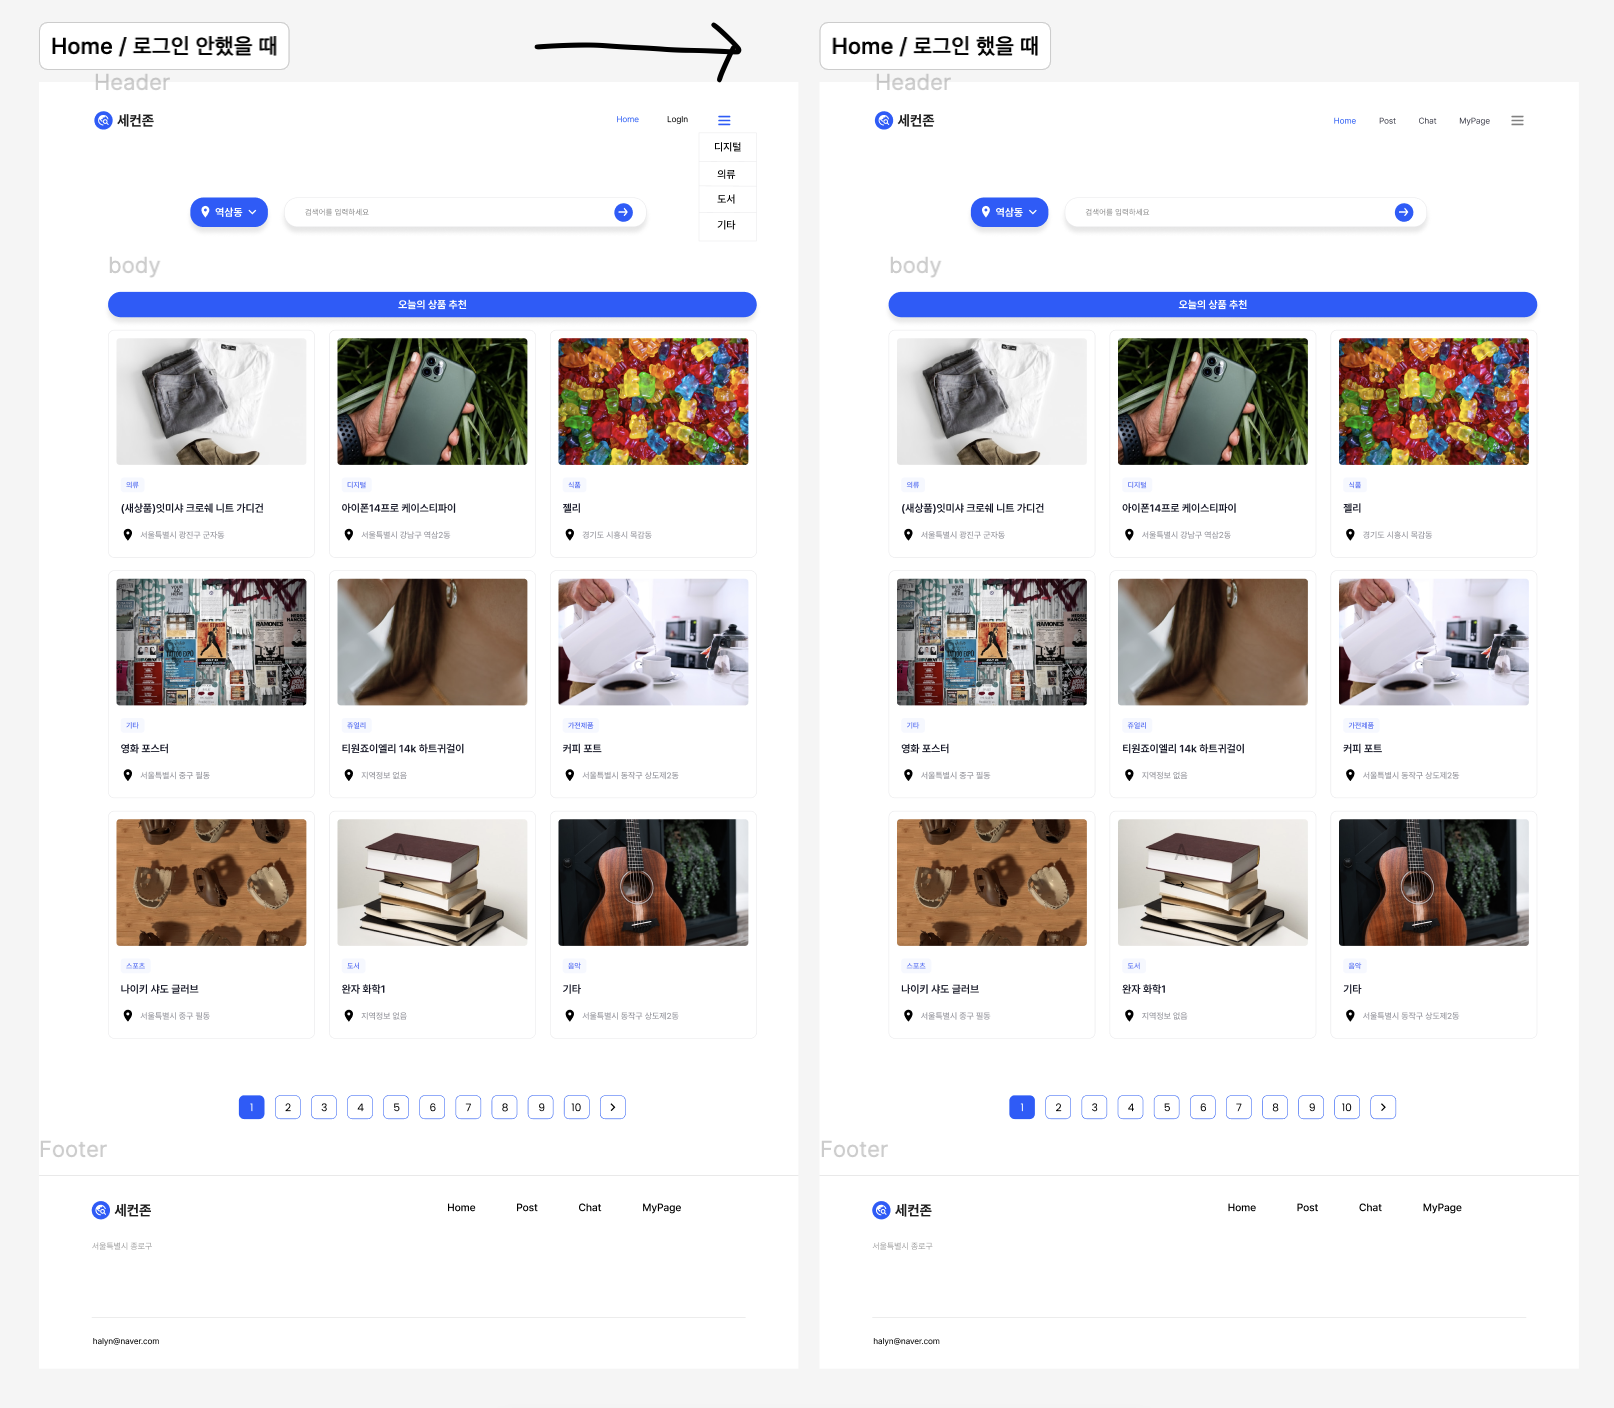 Home / 로그인 안했을 때
Header
세컨존
Home LogIn
디지털
의류
도서
기타
역삼동
검색어를 입력하세요
body
오늘의 상품 추천
의류
(새상품)잇미샤 크로쉐 니트 가디건
서울특별시 광진구 군자동
디지털
아이폰14프로 케이스티파이
서울특별시 강남구 역삼2동
식품
젤리
경기도 시흥시 목감동
RAMONES
기타
영화 포스터
서울특별시 중구 필동
쥬얼리
티원죠이엘리 14k 하트귀걸이
지역정보 없음
가전제품
커피 포트
서울특별시 동작구 상도제2동
스포츠
나이키 샤도 글러브
서울특별시 중구 필동
A...
도서
완자 화학1
지역정보 없음
음악
기타
서울특별시 동작구 상도제2동
1 2 3 4 5 6 7 8 9 10
Footer
세컨존
Home Post Chat MyPage
서울특별시 종로구
halyn@naver.com
Home / 로그인 했을 때
Header
세컨존
Home Post Chat MyPage
역삼동
검색어를 입력하세요
body
오늘의 상품 추천
의류
(새상품)잇미샤 크로쉐 니트 가디건
서울특별시 광진구 군자동
디지털
아이폰14프로 케이스티파이
서울특별시 강남구 역삼2동
식품
젤리
경기도 시흥시 목감동
RAMONES
기타
영화 포스터
서울특별시 중구 필동
쥬얼리
티원죠이엘리 14k 하트귀걸이
지역정보 없음
가전제품
커피 포트
서울특별시 동작구 상도제2동
스포츠
나이키 샤도 글러브
서울특별시 중구 필동
A...
도서
완자 화학1
지역정보 없음
음악
기타
서울특별시 동작구 상도제2동
1 2 3 4 5 6 7 8 9 10
Footer
세컨존
Home Post Chat MyPage
서울특별시 종로구
halyn@naver.com